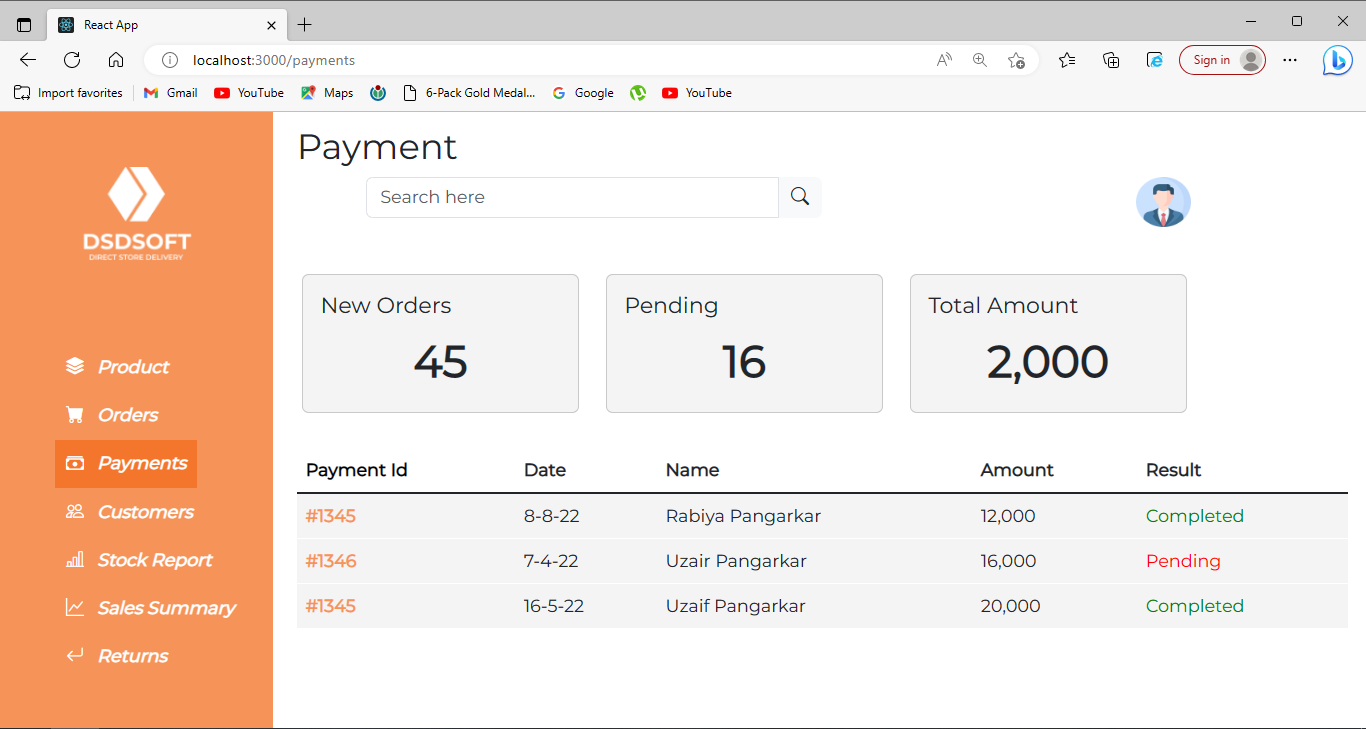 React App
localhost:3000/payments
Sign in
Import favorites Gmail YouTube Maps 6-Pack Gold Medal... Google YouTube
DSDSOFT
DIRECT STORE DELIVERY
Product
Orders
Payments
Customers
Stock Report
Sales Summary
Returns
Payment
Search here
New Orders Pending Total Amount
45 16 2,000
Payment Id Date Name Amount Result
#1345 8-8-22 Rabiya Pangarkar 12,000 Completed
#1346 7-4-22 Uzair Pangarkar 16,000 Pending
#1345 16-5-22 Uzaif Pangarkar 20,000 Completed